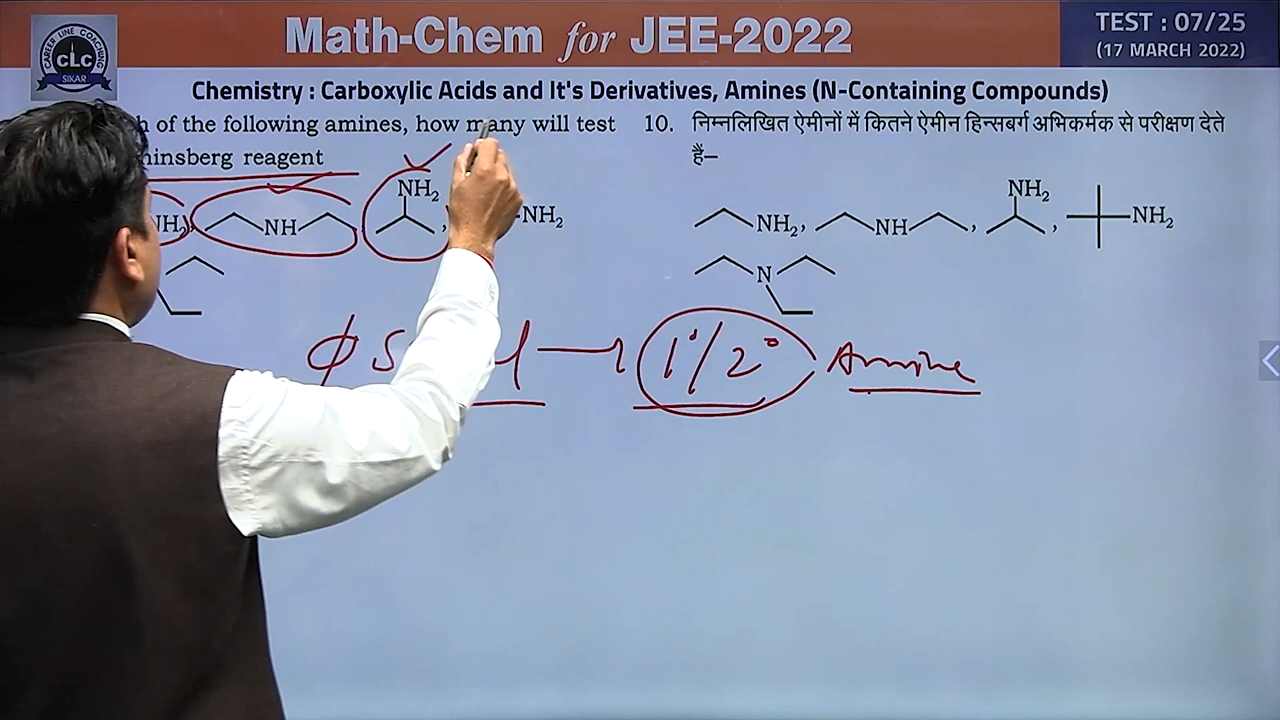 CAREER LINE COACHING
CLC
SIKAR
Math-Chem for JEE-2022
TEST : 07/25
(17 MARCH 2022)
Chemistry : Carboxylic Acids and It's Derivatives, Amines (N-Containing Compounds)
of the following amines, how many will test
hinsberg reagent
NH2, NH NH2, -NH2
10. निम्नलिखित ऐमीनों में कितने ऐमीन हिन्सबर्ग अभिकर्मक से परीक्षण देते
हैं–
NH2, NH, NH2, NH2
N
1°/2° Amine